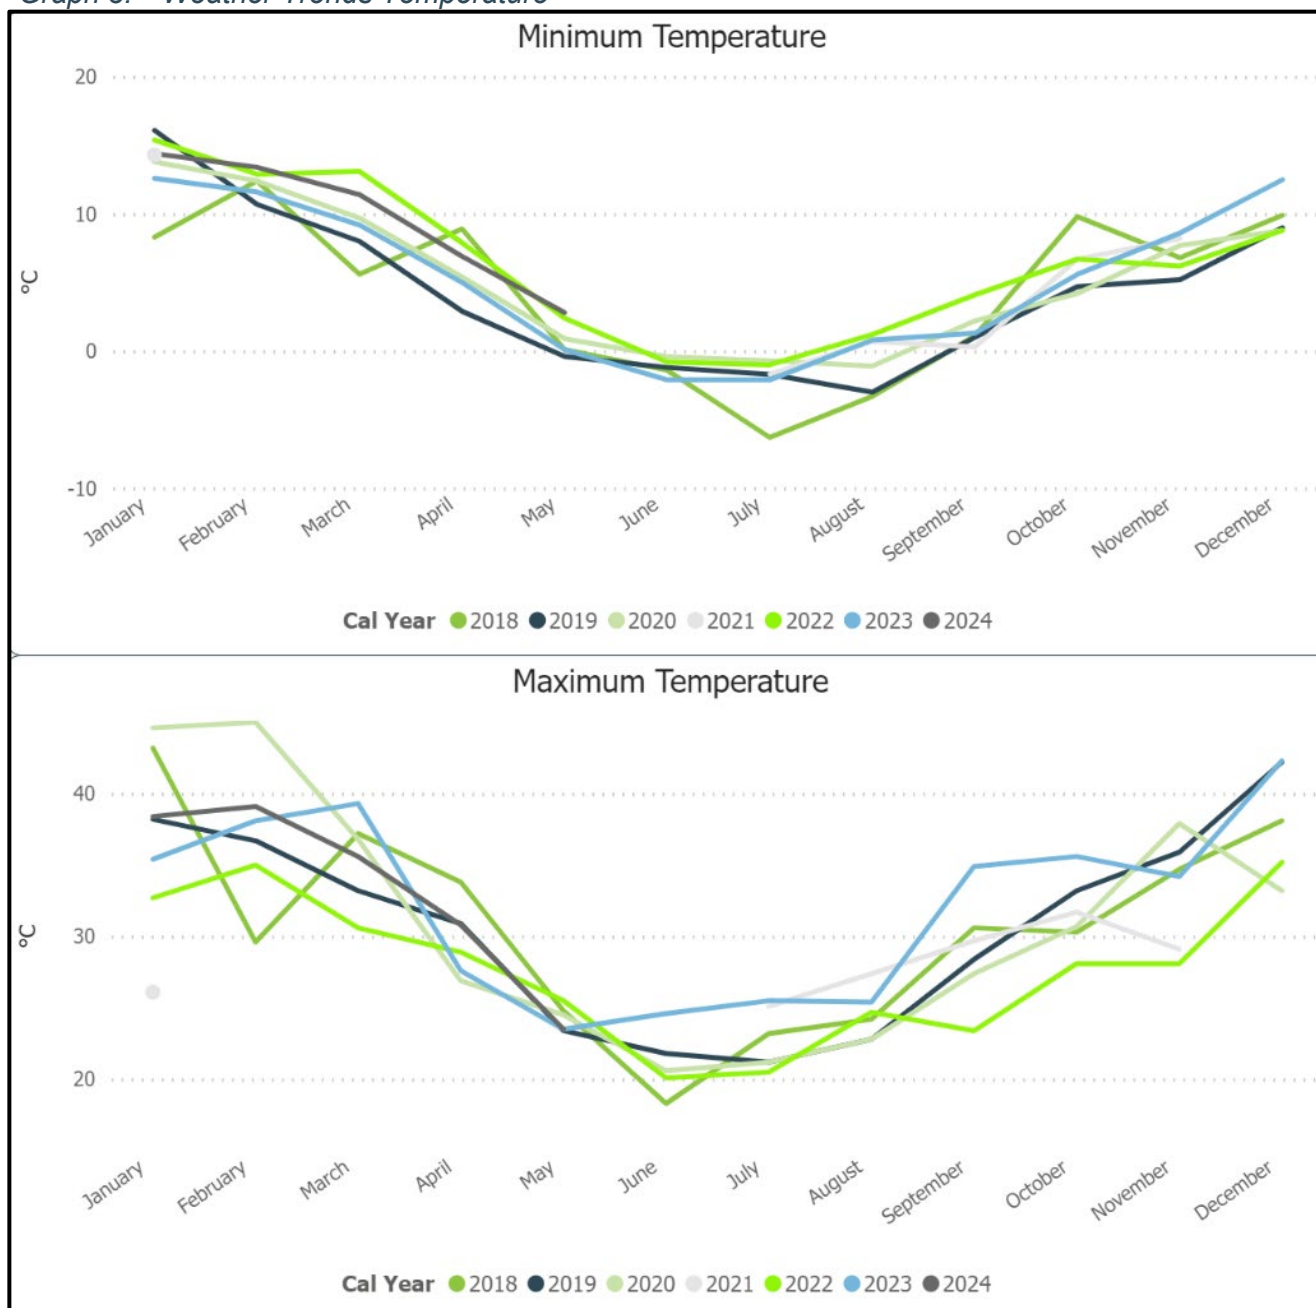 Minimum Temperature
20
10
0
-10
°C
January February March April May June July August September October November December
Cal Year 2018 2019 2020 2021 2022 2023 2024
Maximum Temperature
40
30
20
°C
January February March April May June July August September October November December
Cal Year 2018 2019 2020 2021 2022 2023 2024